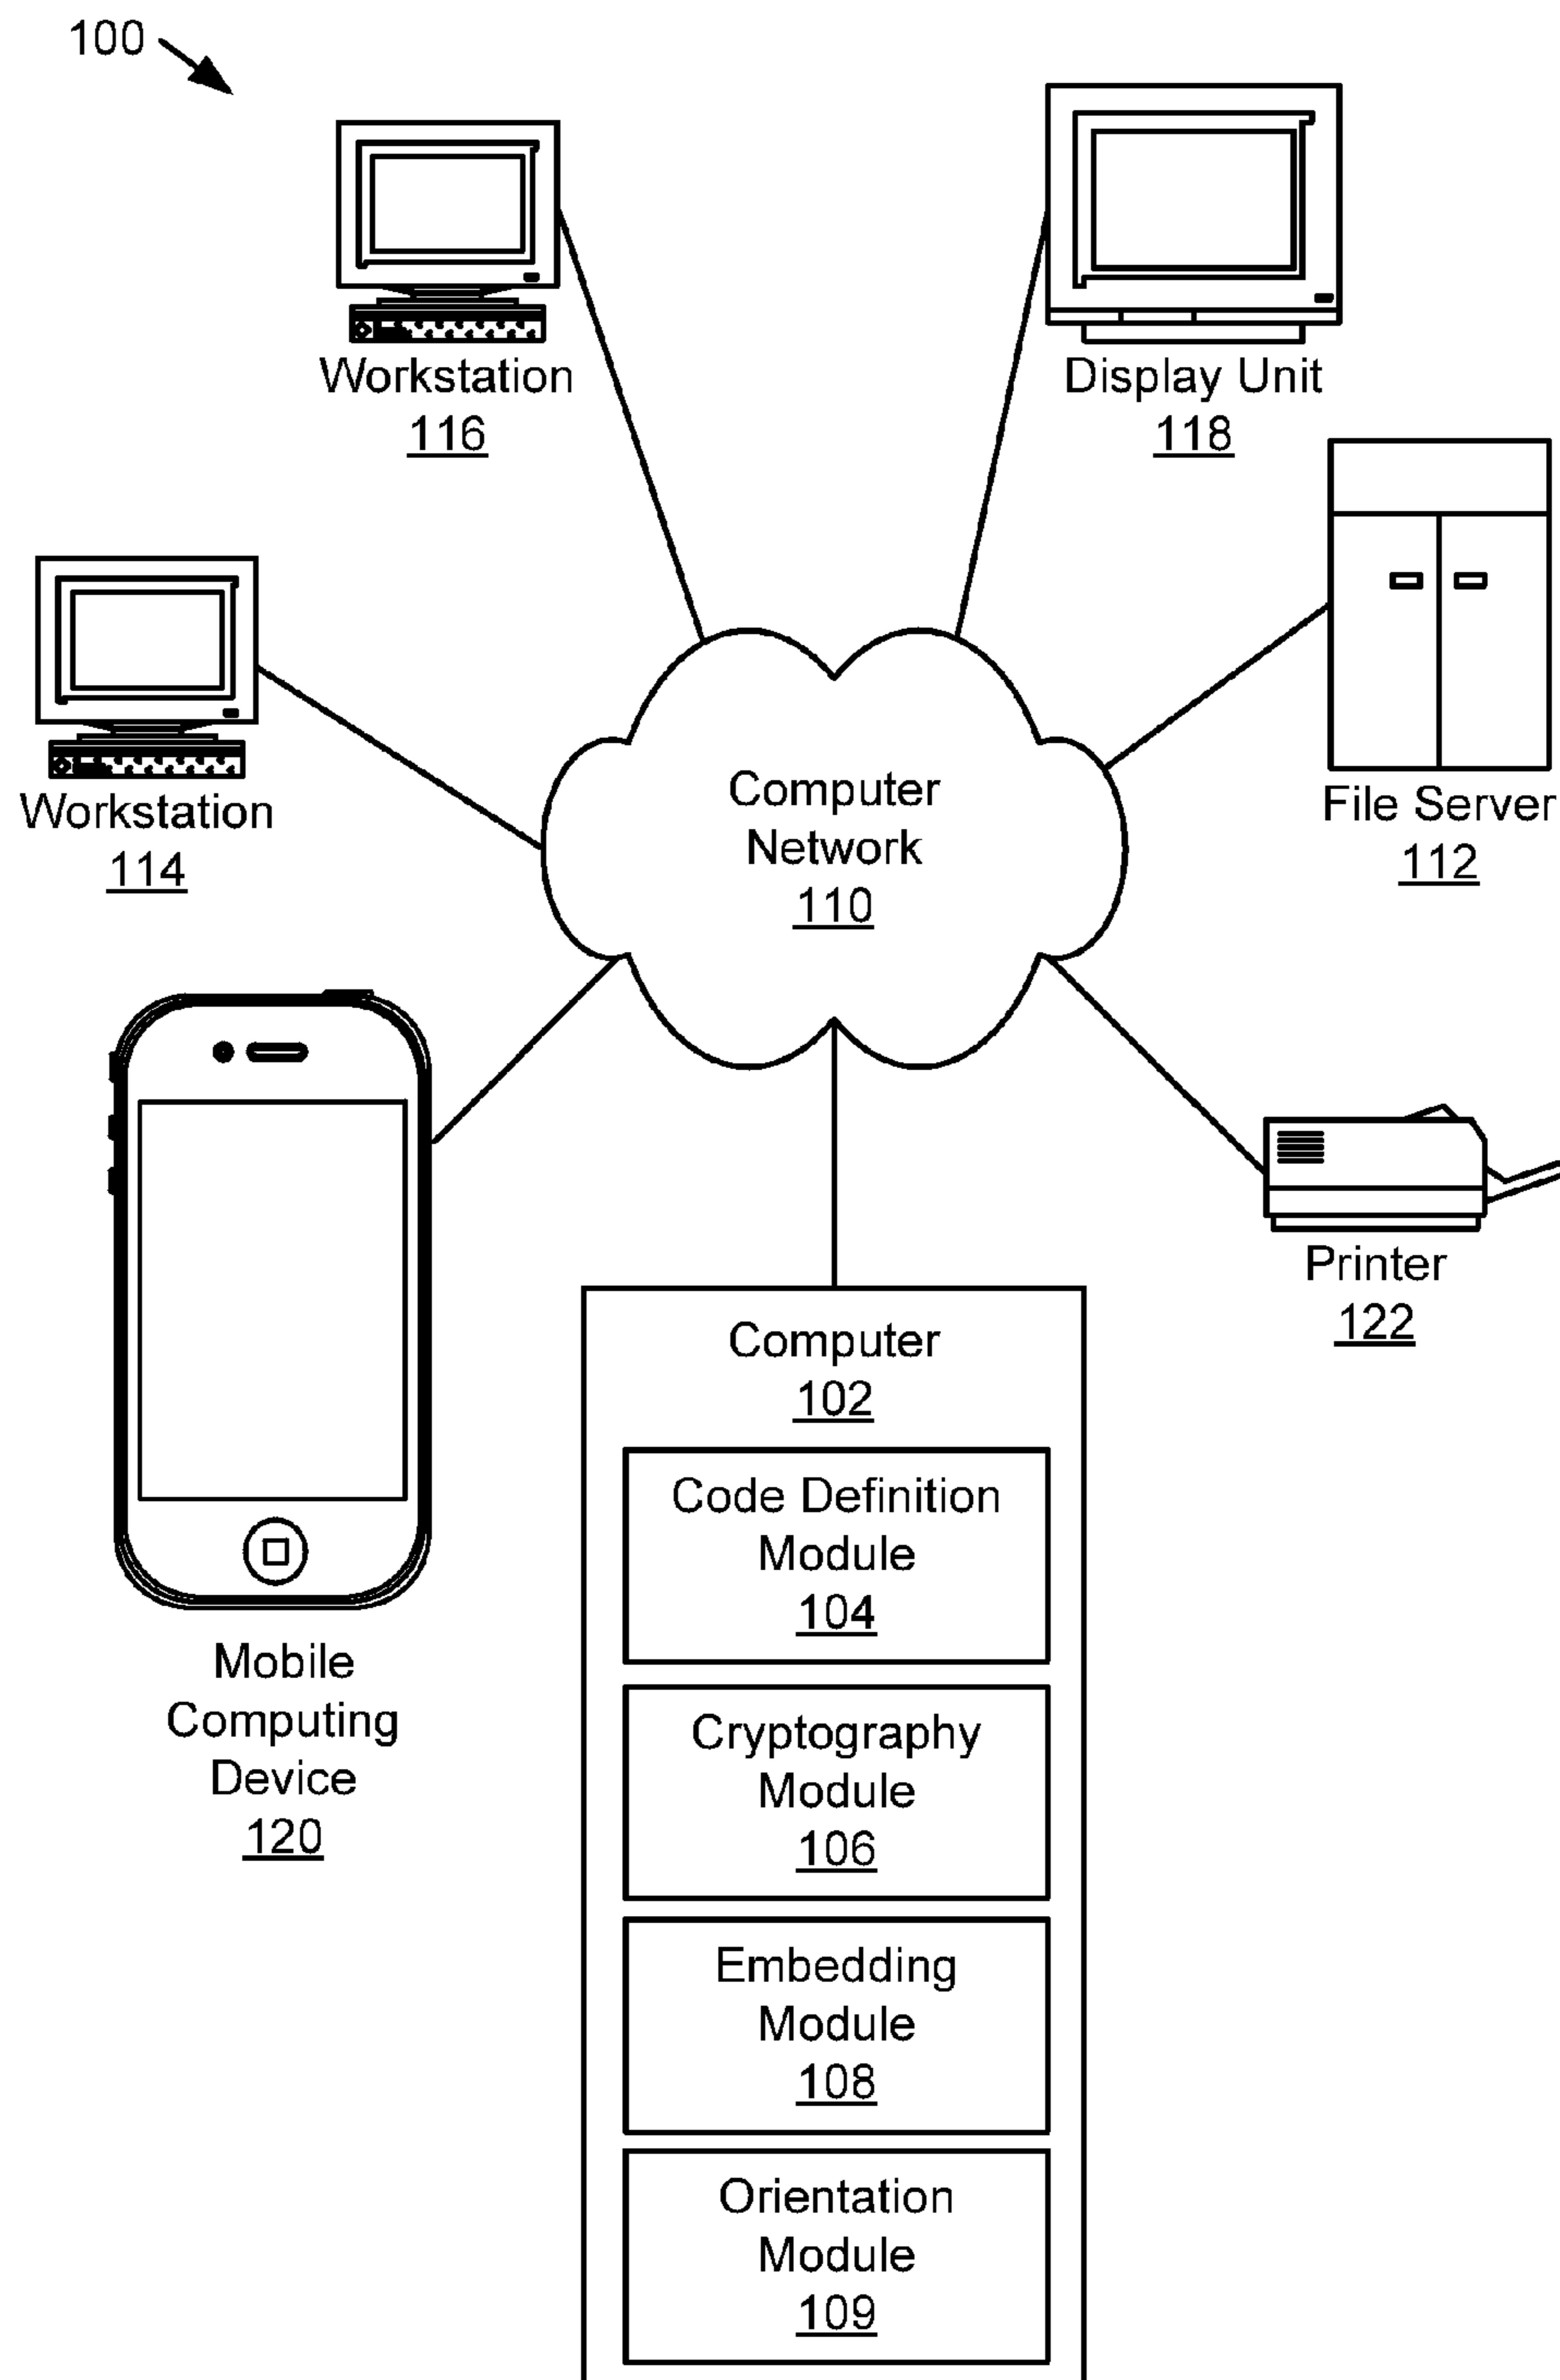 100
Workstation
116
Display Unit
118
Workstation
114
File Server
112
Computer
Network
110
Printer
122
Mobile
Computing
Device
120
Computer
102
Code Definition
Module
104
Cryptography
Module
106
Embedding
Module
108
Orientation
Module
109